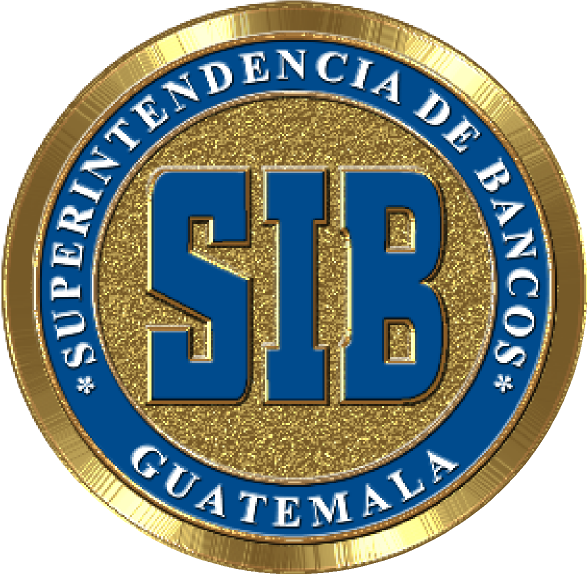 *SUPERINTENDENCIA DE BANCOS*
SIB
GUATEMALA